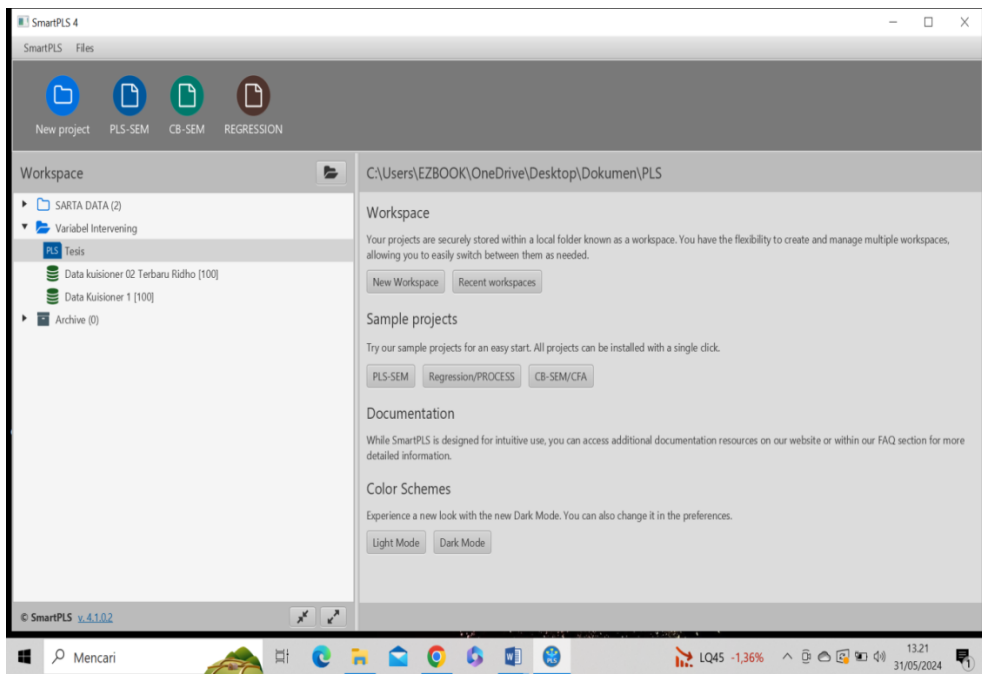 SmartPLS 4
SmartPLS Files
New project PLS-SEM CB-SEM REGRESSION
Workspace
C:\Users\EZBOOK\OneDrive\Desktop\Dokumen\PLS
SARTA DATA (2)
Variabel Intervening
PLS Tesis
Data kuisioner 02 Terbaru Ridho [100]
Data Kuisioner 1 [100]
Archive (0)
Workspace
Your projects are securely stored within a local folder known as a workspace. You have the flexibility to create and manage multiple workspaces,
allowing you to easily switch between them as needed.
New Workspace Recent workspaces
Sample projects
Try our sample projects for an easy start. All projects can be installed with a single click.
PLS-SEM Regression/PROCESS CB-SEM/CFA
Documentation
While SmartPLS is designed for intuitive use, you can access additional documentation resources on our website or within our FAQ section for more
detailed information.
Color Schemes
Experience a new look with the new Dark Mode. You can also change it in the preferences.
Light Mode Dark Mode
© SmartPLS v. 4.1.0.2
Mencari
LQ45 -1,36%
13.21
31/05/2024
1